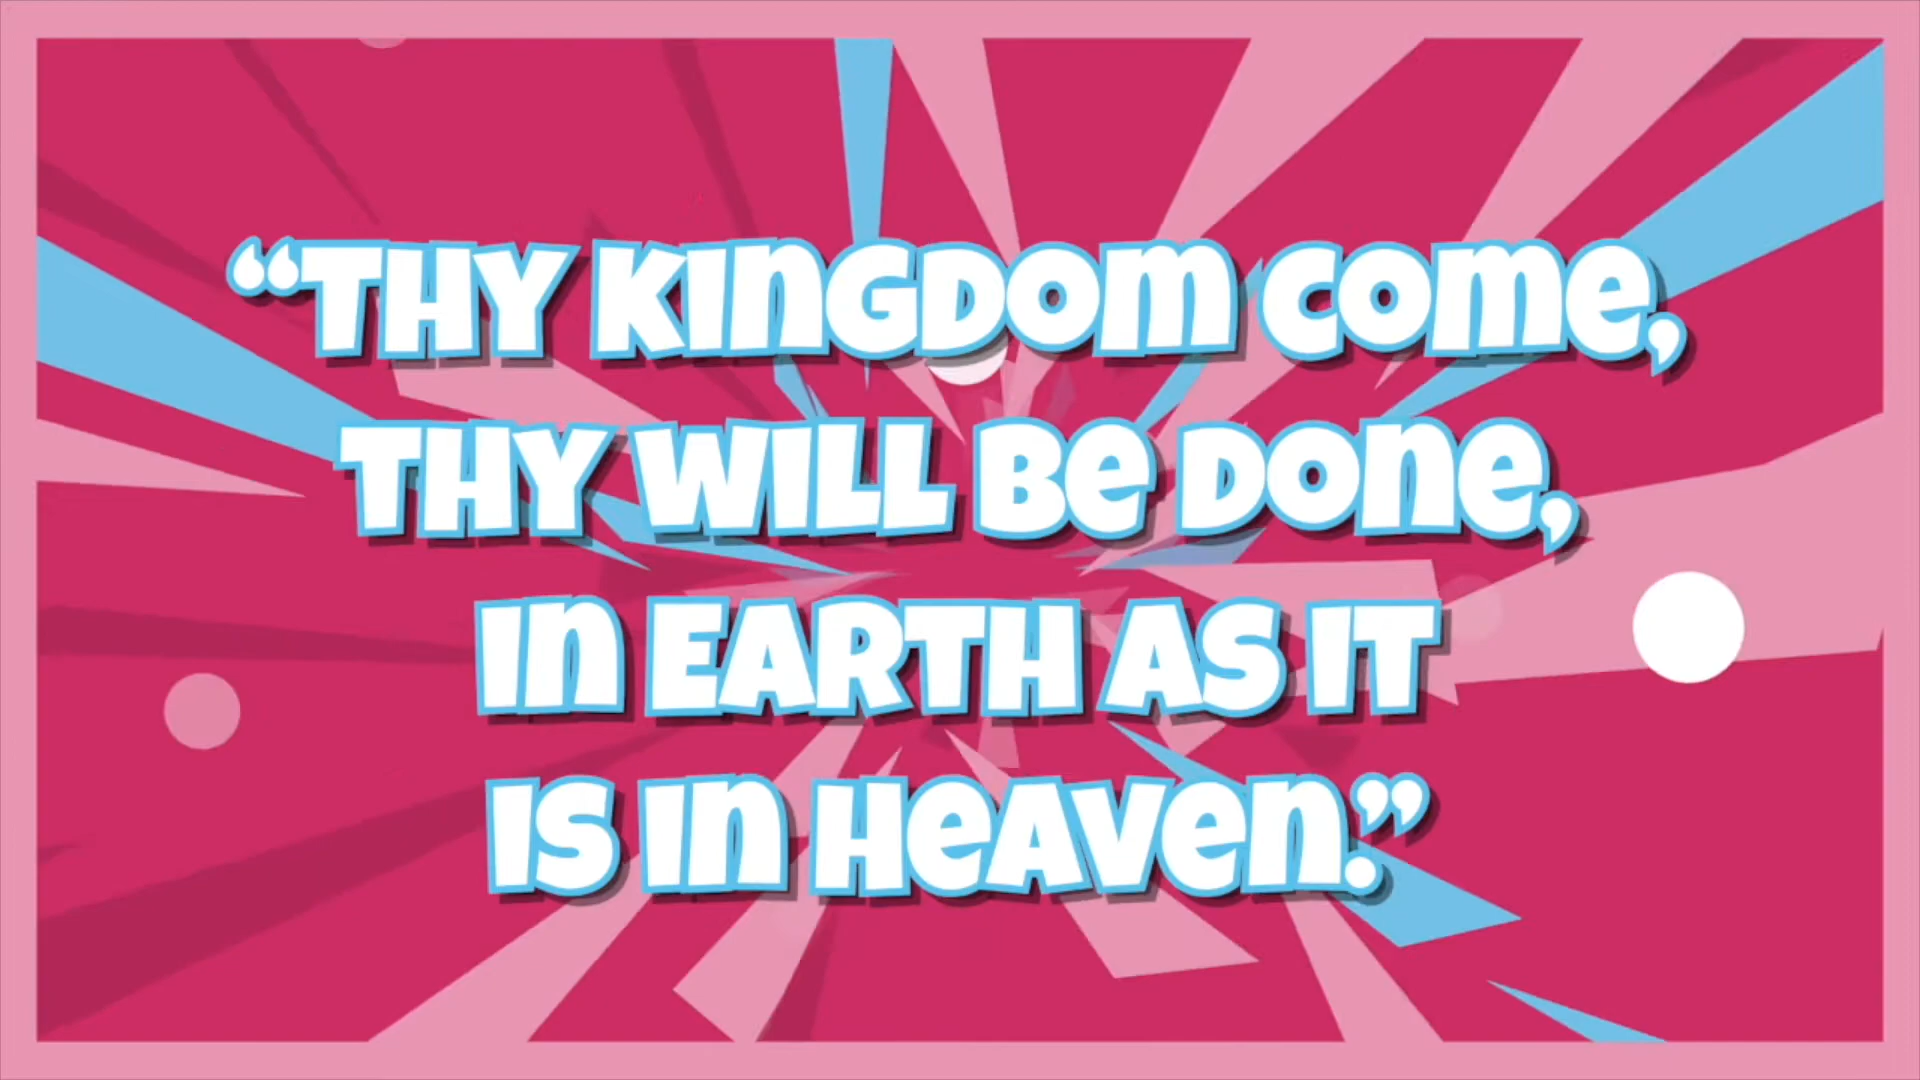 “Thy Kingdom come,
Thy will be done,
in earth as it
is in heaven.”